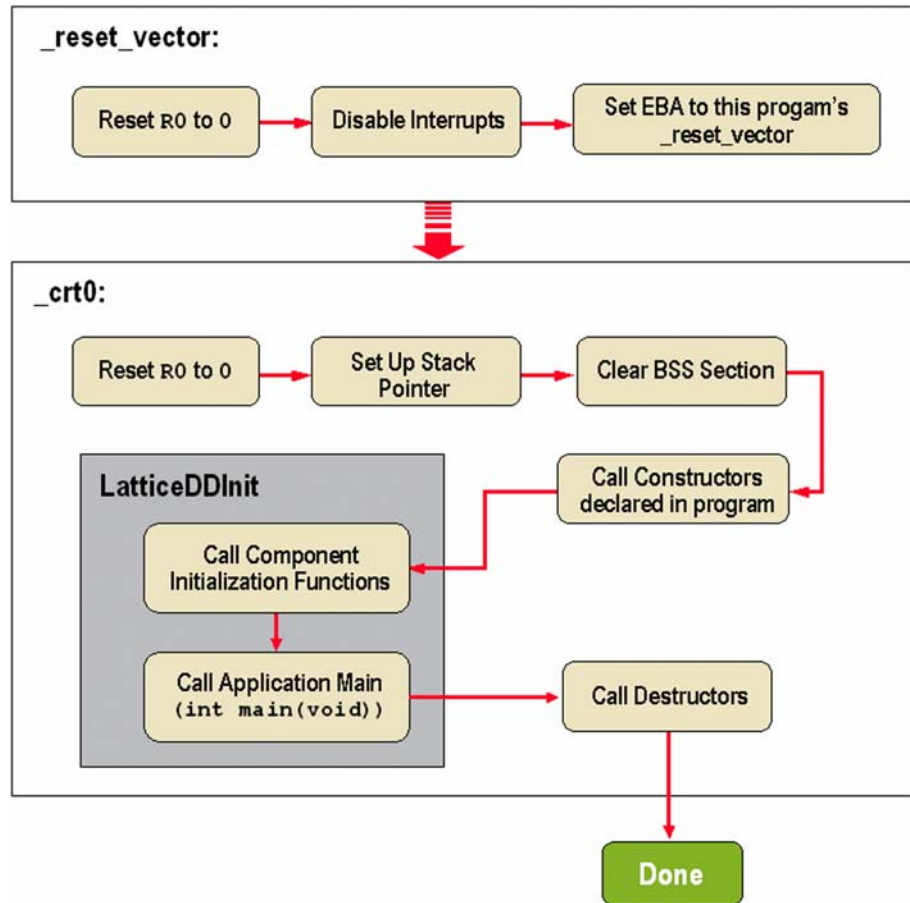 _reset_vector:
Reset R0 to 0
Disable Interrupts
Set EBA to this progam's
_reset_vector
_crt0:
Reset R0 to 0
Set Up Stack
Pointer
Clear BSS Section
Call Constructors
declared in program
LatticeDDInit
Call Component
Initialization Functions
Call Application Main
(int main(void))
Call Destructors
Done